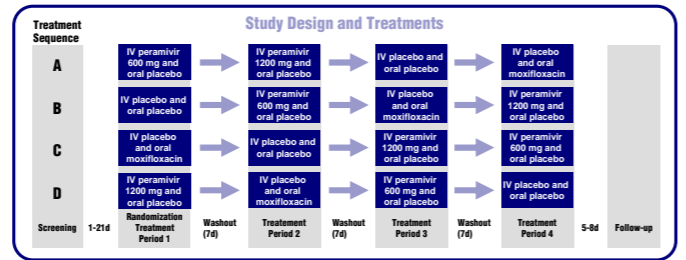 Study Design and Treatments
Treatment
Sequence
A
IV peramivir
600 mg and
oral placebo
IV peramivir
1200 mg and
oral placebo
IV placebo and
oral placebo
IV placebo
and oral
moxifloxacin
B
IV placebo and
oral placebo
IV peramivir
600 mg and
oral placebo
IV placebo
and oral
moxifloxacin
IV peramivir
1200 mg and
oral placebo
C
IV placebo
and oral
moxifloxacin
IV placebo and
oral placebo
IV peramivir
1200 mg and
oral placebo
IV peramivir
600 mg and
oral placebo
D
IV peramivir
1200 mg and
oral placebo
IV placebo
and oral
moxifloxacin
IV peramivir
600 mg and
oral placebo
IV placebo and
oral placebo
Screening
1-21d
Randomization
Treatment
Period 1
Washout
(7d)
Treatement
Period 2
Washout
(7d)
Treatment
Period 3
Washout
(7d)
Treatment
Period 4
5-8d
Follow-up